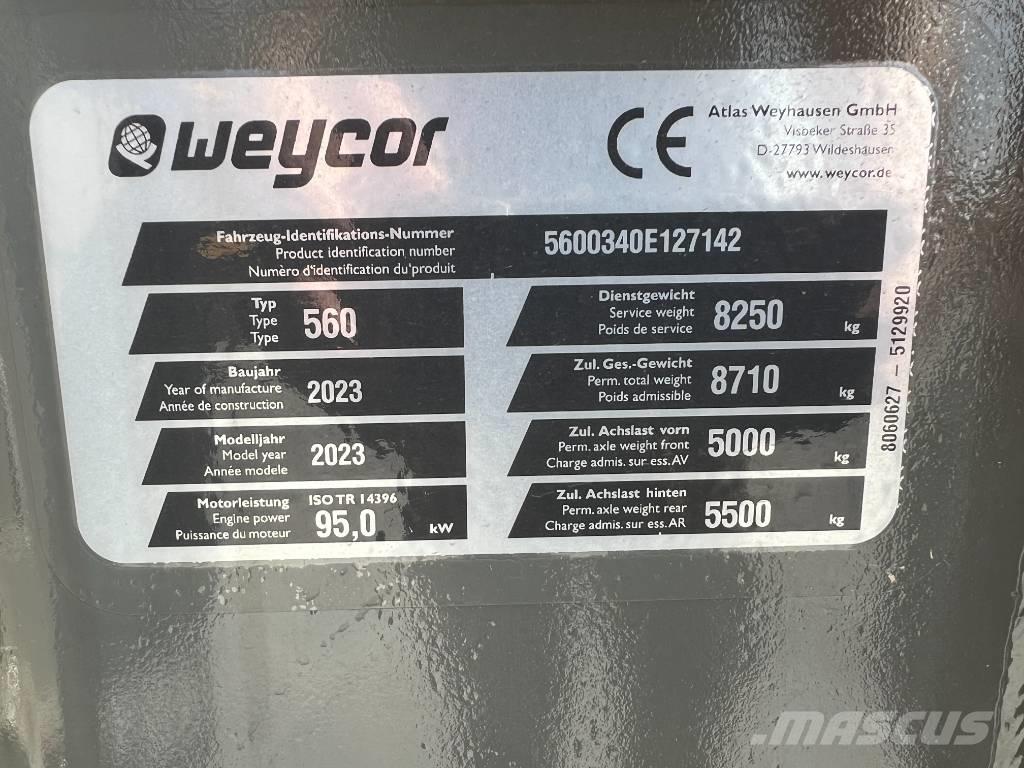 weycor
CE
Atlas Weyhausen GmbH
Visbeker Straße 35
D-27793 Wildeshausen
www.weycor.de
Fahrzeug-Identifikations-Nummer
Product identification number
Numèro d'identification du'produit
5600340E127142
Typ
Type
Type
560
Baujahr
Year of manufacture
Année de construction
2023
Modelljahr
Model year
Année modele
2023
Motorleistung
Engine power
Puissance du moteur
ISO TR 14396
95,0
kW
Dienstgewicht
Service weight
Poids de service
8250
kg
Zul. Ges.-Gewicht
Perm. total weight
Poids admissible
8710
kg
Zul. Achslast vorn
Perm. axle weight front
Charge admis. sur ess. AV
5000
kg
Zul. Achslast hinten
Perm. axle weight rear
Charge admis. sur ess. AR
5500
kg
8060627 – 5129920
MASCUS